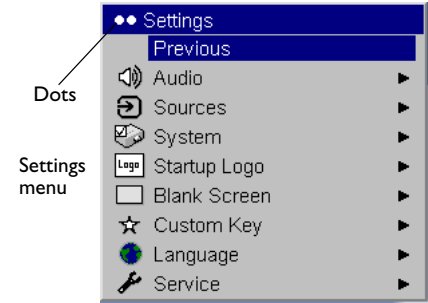 Settings
Previous
Audio
Dots
Sources
System
Settings
menu
Logo
Startup Logo
Blank Screen
Custom Key
Language
Service